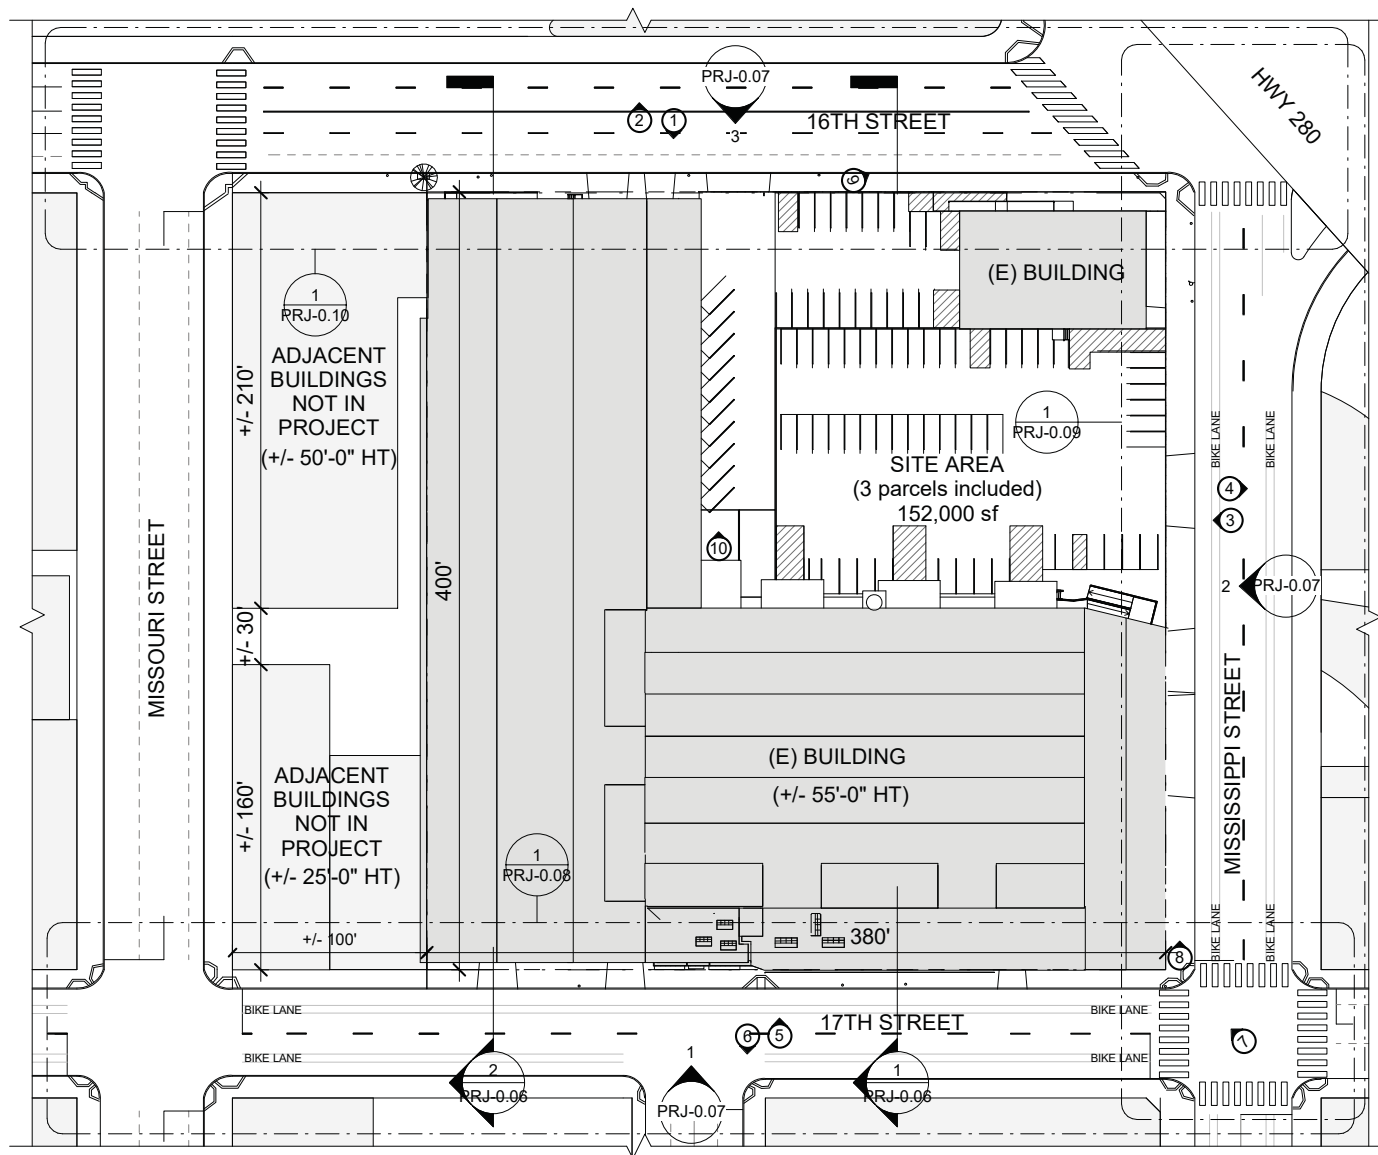 PRJ-0.07
3
2
1
16TH STREET
HWY 280
9
(E) BUILDING
1
PRJ-0.10
ADJACENT
BUILDINGS
NOT IN
PROJECT
(+/- 50'-0" HT)
+/- 210'
1
PRJ-0.09
SITE AREA
(3 parcels included)
152,000 sf
BIKE LANE
BIKE LANE
4
3
10
MISSOURI STREET
400'
2
PRJ-0.07
+/- 30'
MISSISSIPPI STREET
(E) BUILDING
(+/- 55'-0" HT)
ADJACENT
BUILDINGS
NOT IN
PROJECT
(+/- 25'-0" HT)
+/- 160'
1
PRJ-0.08
+/- 100'
380'
BIKE LANE
BIKE LANE
8
BIKE LANE
BIKE LANE
17TH STREET
6
5
7
BIKE LANE
BIKE LANE
2
PRJ-0.06
1
PRJ-0.07
1
PRJ-0.06